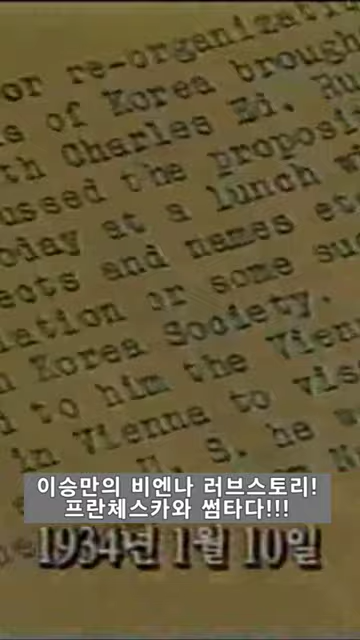 or re-organizati
s of Korea brough
th Charles Ed. Ru
ussed the proposi
oday at a lunch wi
ects and names et
lation or some su
n Korea Society.
d to him the Vien
in Vienna to vis
S. he w
이승만의 비엔나 러브스토리!
프란체스카와 썸타다!!!
1934년 1월 10일